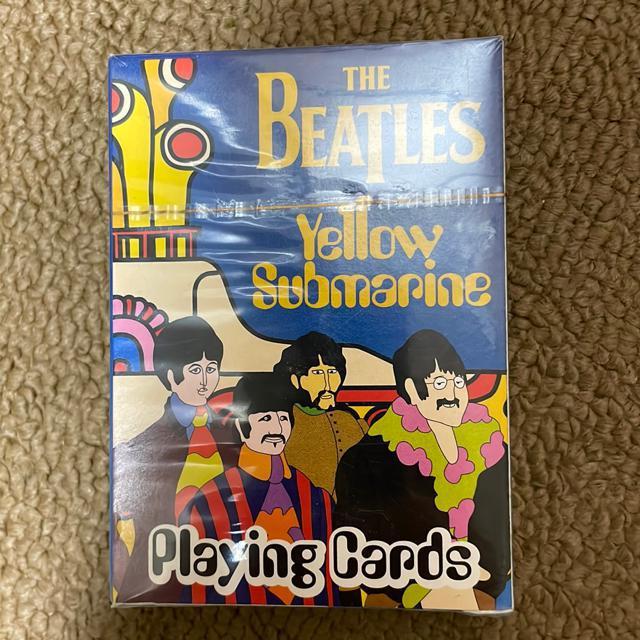 THE
BEATLES
Yellow
Submarine
Playing Cards